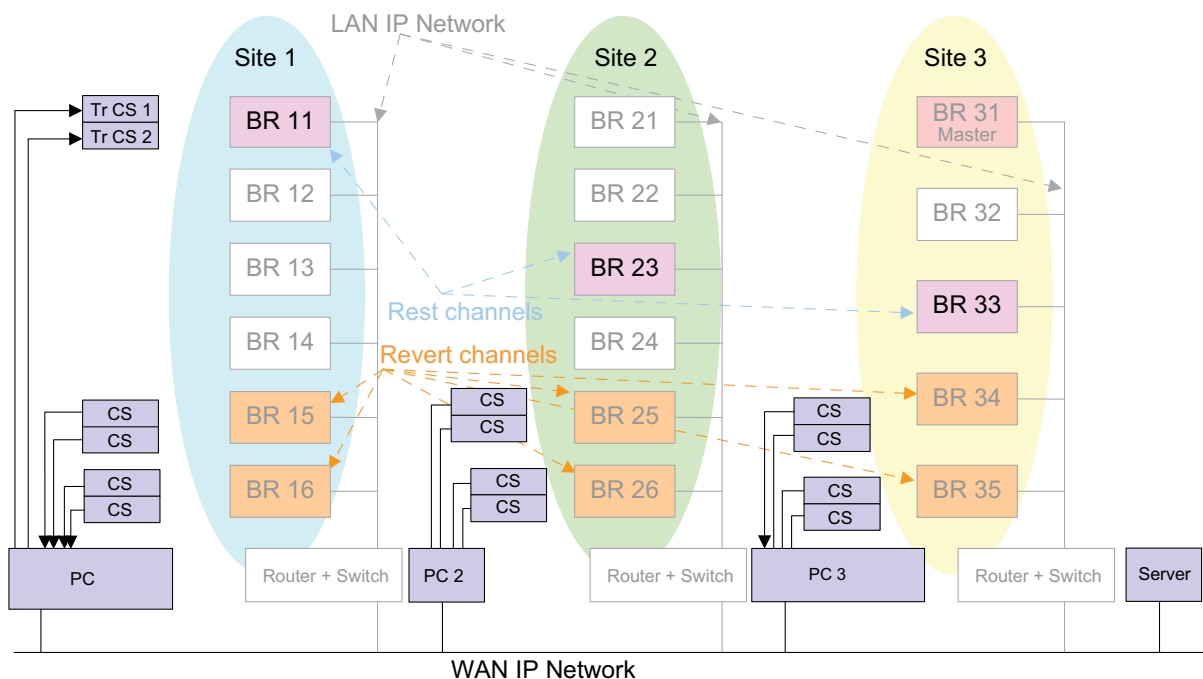 LAN IP Network
Site 1
Site 2
Site 3
Tr CS 1
Tr CS 2
BR 11
BR 12
BR 13
BR 14
BR 15
BR 16
BR 21
BR 22
BR 23
BR 24
BR 25
BR 26
BR 31
Master
BR 32
BR 33
BR 34
BR 35
Rest channels
Revert channels
CS
CS
CS
CS
CS
CS
CS
CS
CS
CS
CS
CS
PC
Router + Switch
PC 2
Router + Switch
PC 3
Router + Switch
Server
WAN IP Network